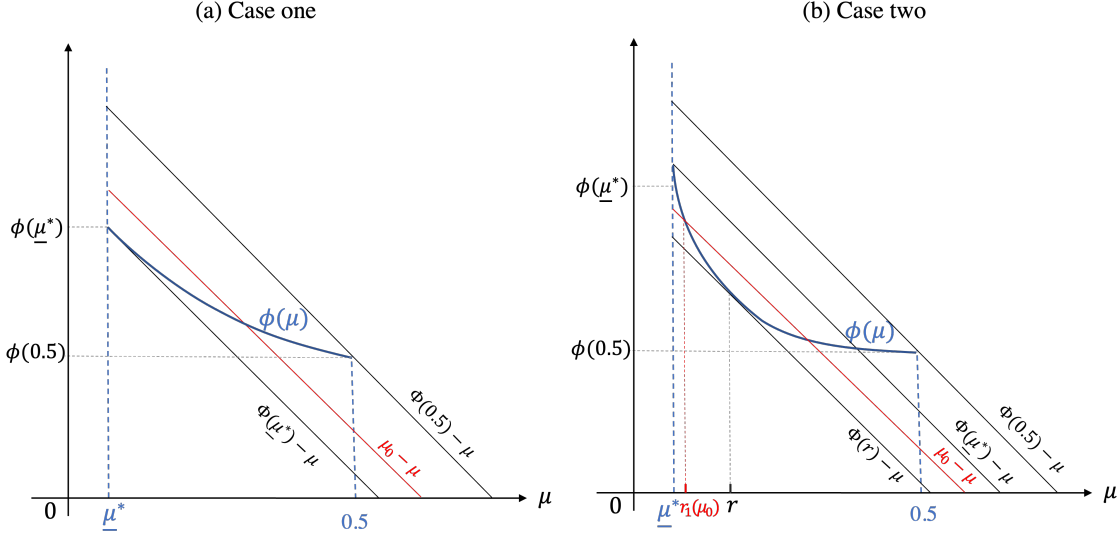 (a) Case one
ϕ(μ̲*)
ϕ(μ)
ϕ(0.5)
Φ(0.5) − μ
Φ(μ̲*) − μ
μ₀ − μ
0
μ̲*
0.5
μ
(b) Case two
ϕ(μ̲*)
ϕ(μ)
ϕ(0.5)
Φ(0.5) − μ
Φ(μ̲*) − μ
Φ(r) − μ
μ₀ − μ
0
μ̲*
r₁(μ₀)
r
0.5
μ